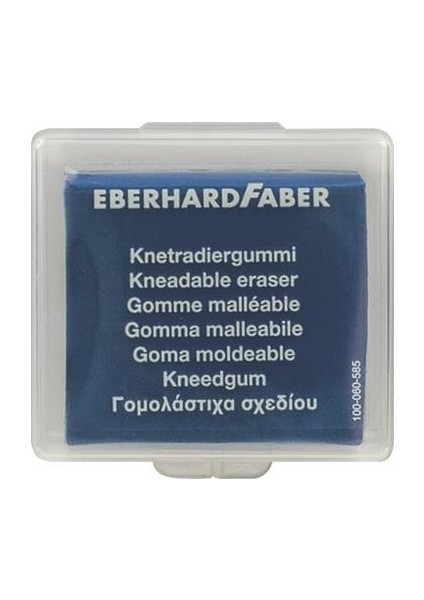 EBERHARDFABER
Knetradiergummi
Kneadable eraser
Gomme malléable
Gomma malleabile
Goma moldeable
Kneedgum
Γομολάστιχα σχεδίου
100-060-585